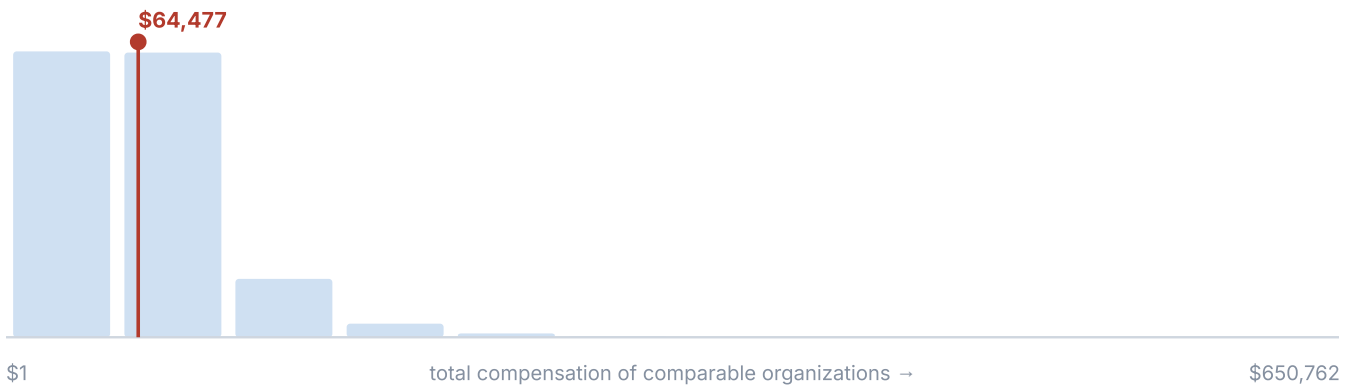 $64,477
$1 total compensation of comparable organizations → $650,762